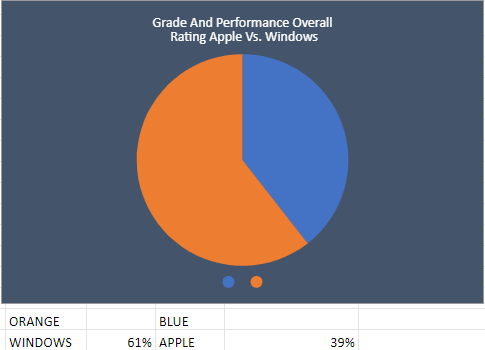 Grade And Performance Overall
Rating Apple Vs. Windows
ORANGE BLUE
WINDOWS 61% APPLE 39%